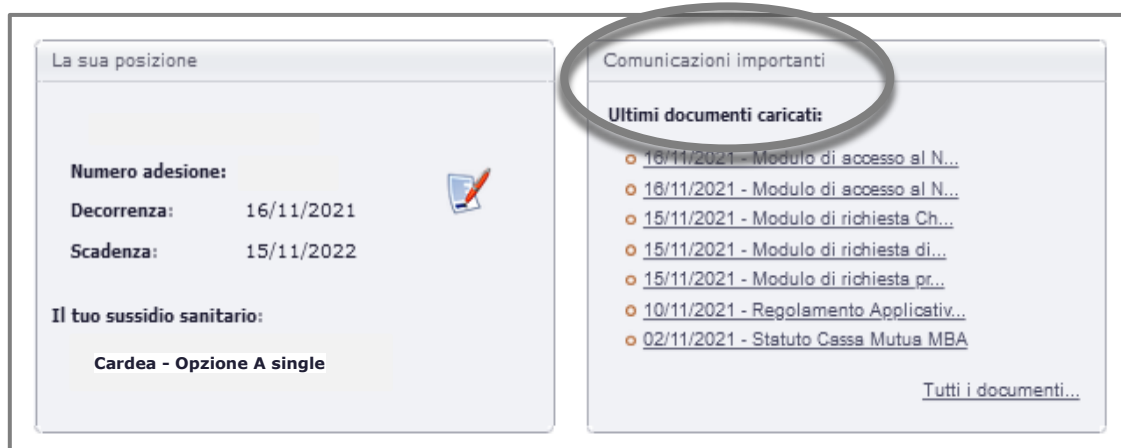 La sua posizione
Numero adesione:
Decorrenza: 16/11/2021
Scadenza: 15/11/2022
Il tuo sussidio sanitario:
Cardea - Opzione A single
Comunicazioni importanti
Ultimi documenti caricati:
16/11/2021 - Modulo di accesso al N...
16/11/2021 - Modulo di accesso al N...
15/11/2021 - Modulo di richiesta Ch...
15/11/2021 - Modulo di richiesta di...
15/11/2021 - Modulo di richiesta pr...
10/11/2021 - Regolamento Applicativ...
02/11/2021 - Statuto Cassa Mutua MBA
Tutti i documenti...